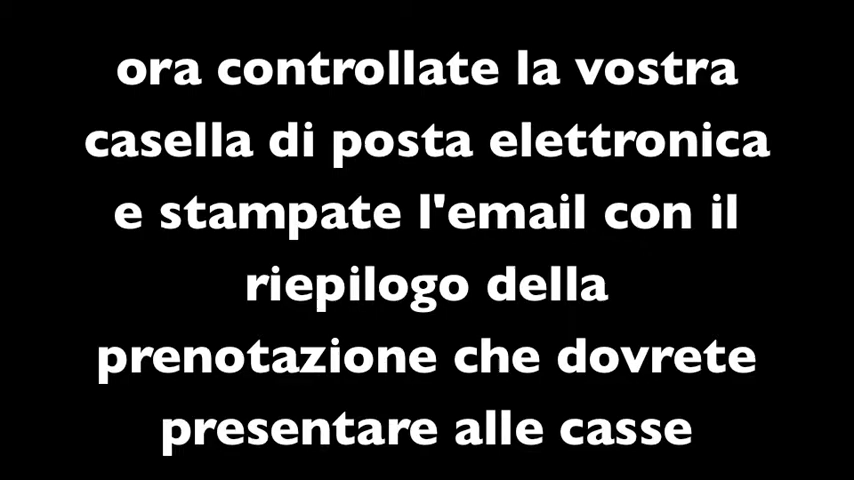 ora controllate la vostra
casella di posta elettronica
e stampate l'email con il
riepilogo della
prenotazione che dovrete
presentare alle casse